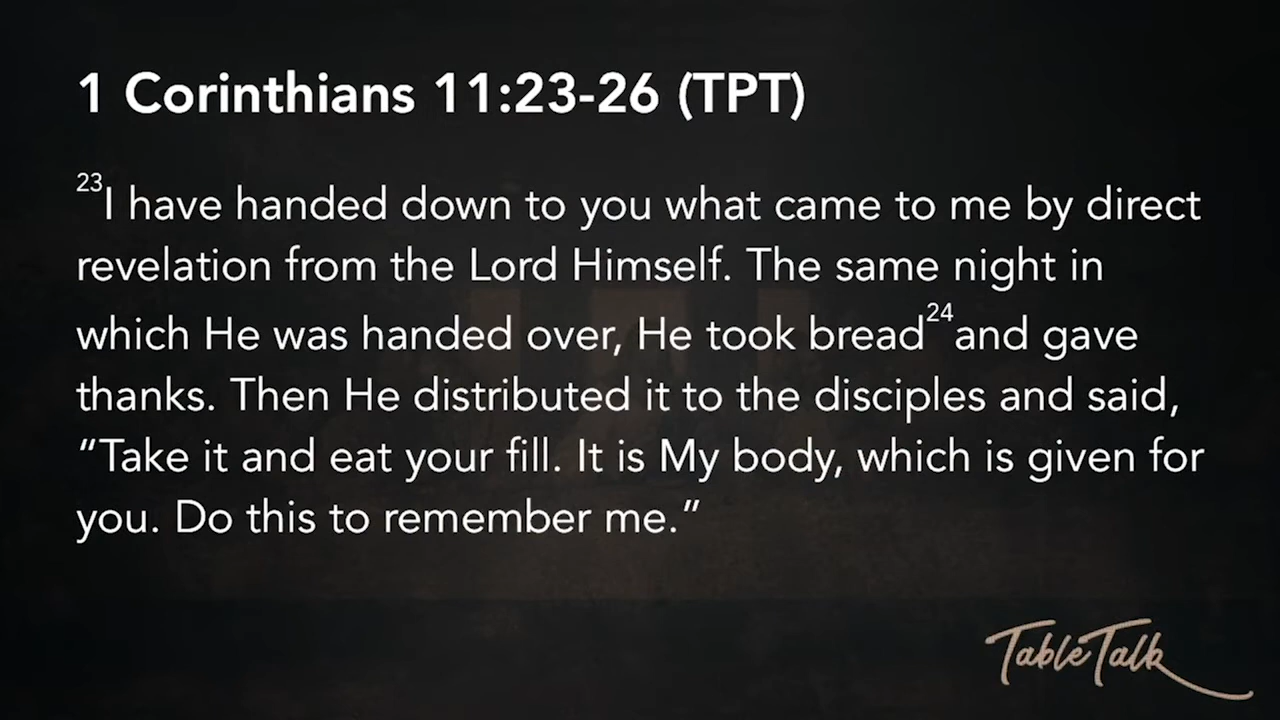 1 Corinthians 11:23-26 (TPT)
23I have handed down to you what came to me by direct
revelation from the Lord Himself. The same night in
which He was handed over, He took bread24and gave
thanks. Then He distributed it to the disciples and said,
“Take it and eat your fill. It is My body, which is given for
you. Do this to remember me.”
TableTalk